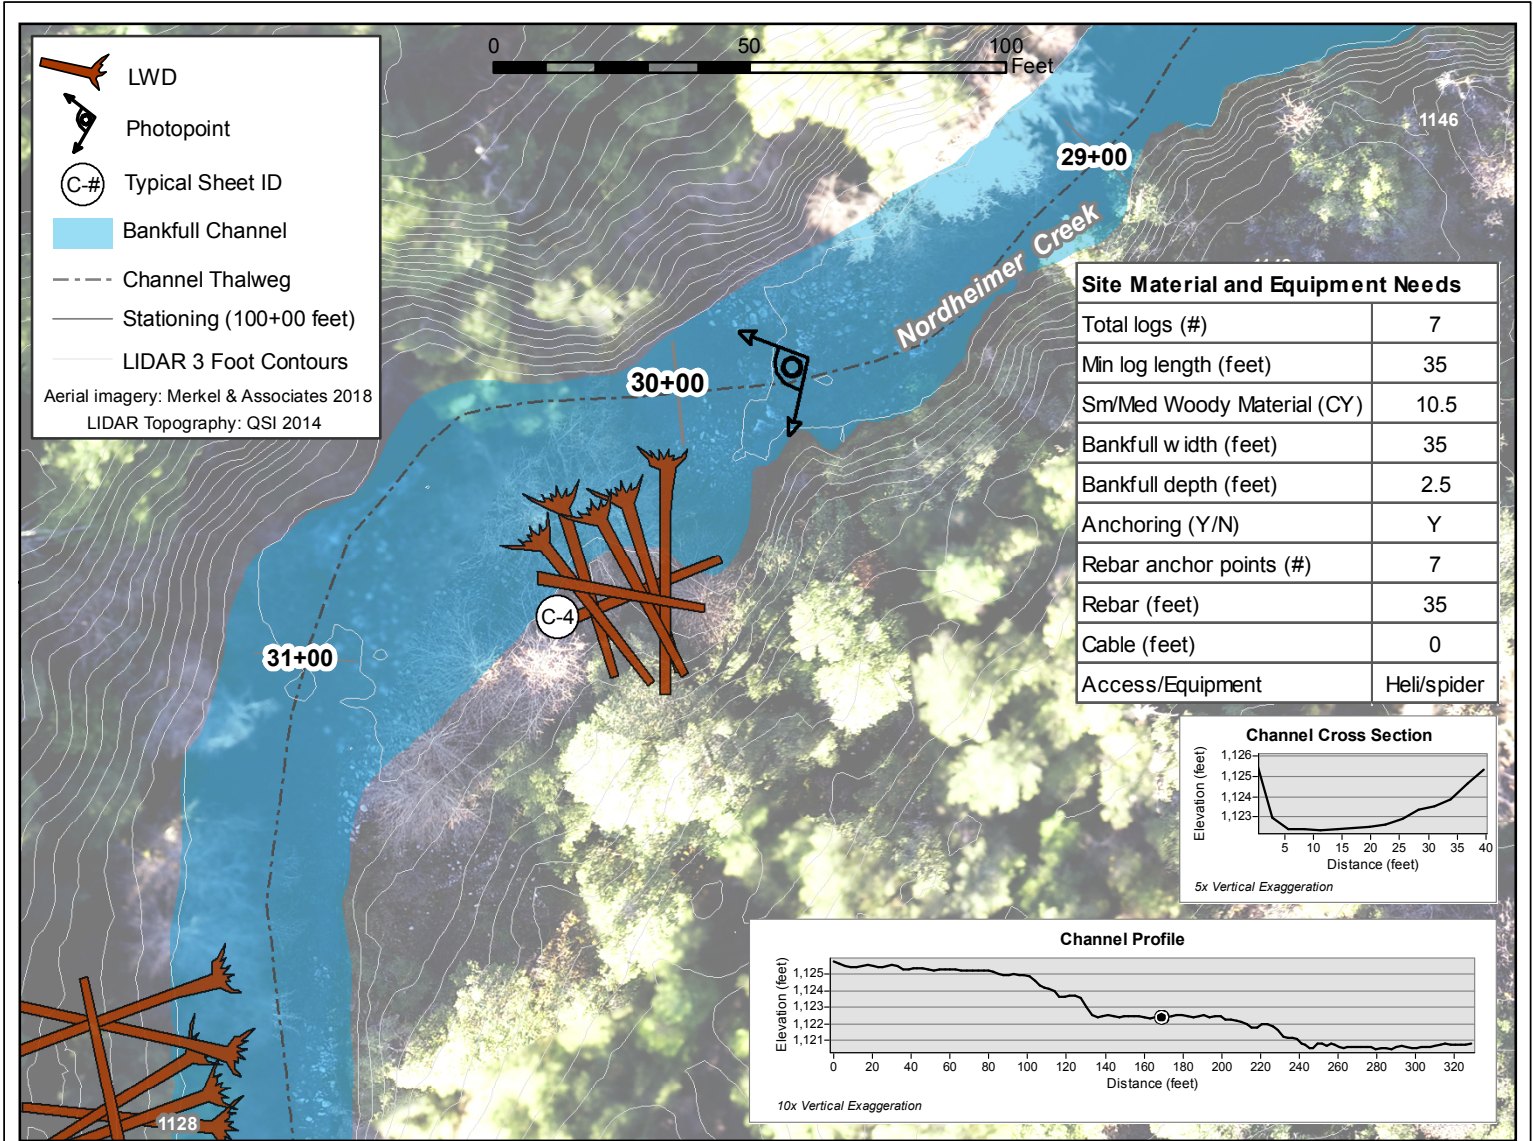 LWD
Photopoint
C-#
Typical Sheet ID
Bankfull Channel
Channel Thalweg
Stationing (100+00 feet)
LIDAR 3 Foot Contours
Aerial imagery: Merkel & Associates 2018
LIDAR Topography: QSI 2014
0 50 100
Feet
1146
29+00
Nordheimer Creek
30+00
31+00
C-4
1128
Site Material and Equipment Needs
Total logs (#) 7
Min log length (feet) 35
Sm/Med Woody Material (CY) 10.5
Bankfull width (feet) 35
Bankfull depth (feet) 2.5
Anchoring (Y/N) Y
Rebar anchor points (#) 7
Rebar (feet) 35
Cable (feet) 0
Access/Equipment Heli/spider
Channel Cross Section
Elevation (feet)
1,126
1,125
1,124
1,123
5 10 15 20 25 30 35 40
Distance (feet)
5x Vertical Exaggeration
Channel Profile
Elevation (feet)
1,125
1,124
1,123
1,122
1,121
0 20 40 60 80 100 120 140 160 180 200 220 240 260 280 300 320
Distance (feet)
10x Vertical Exaggeration